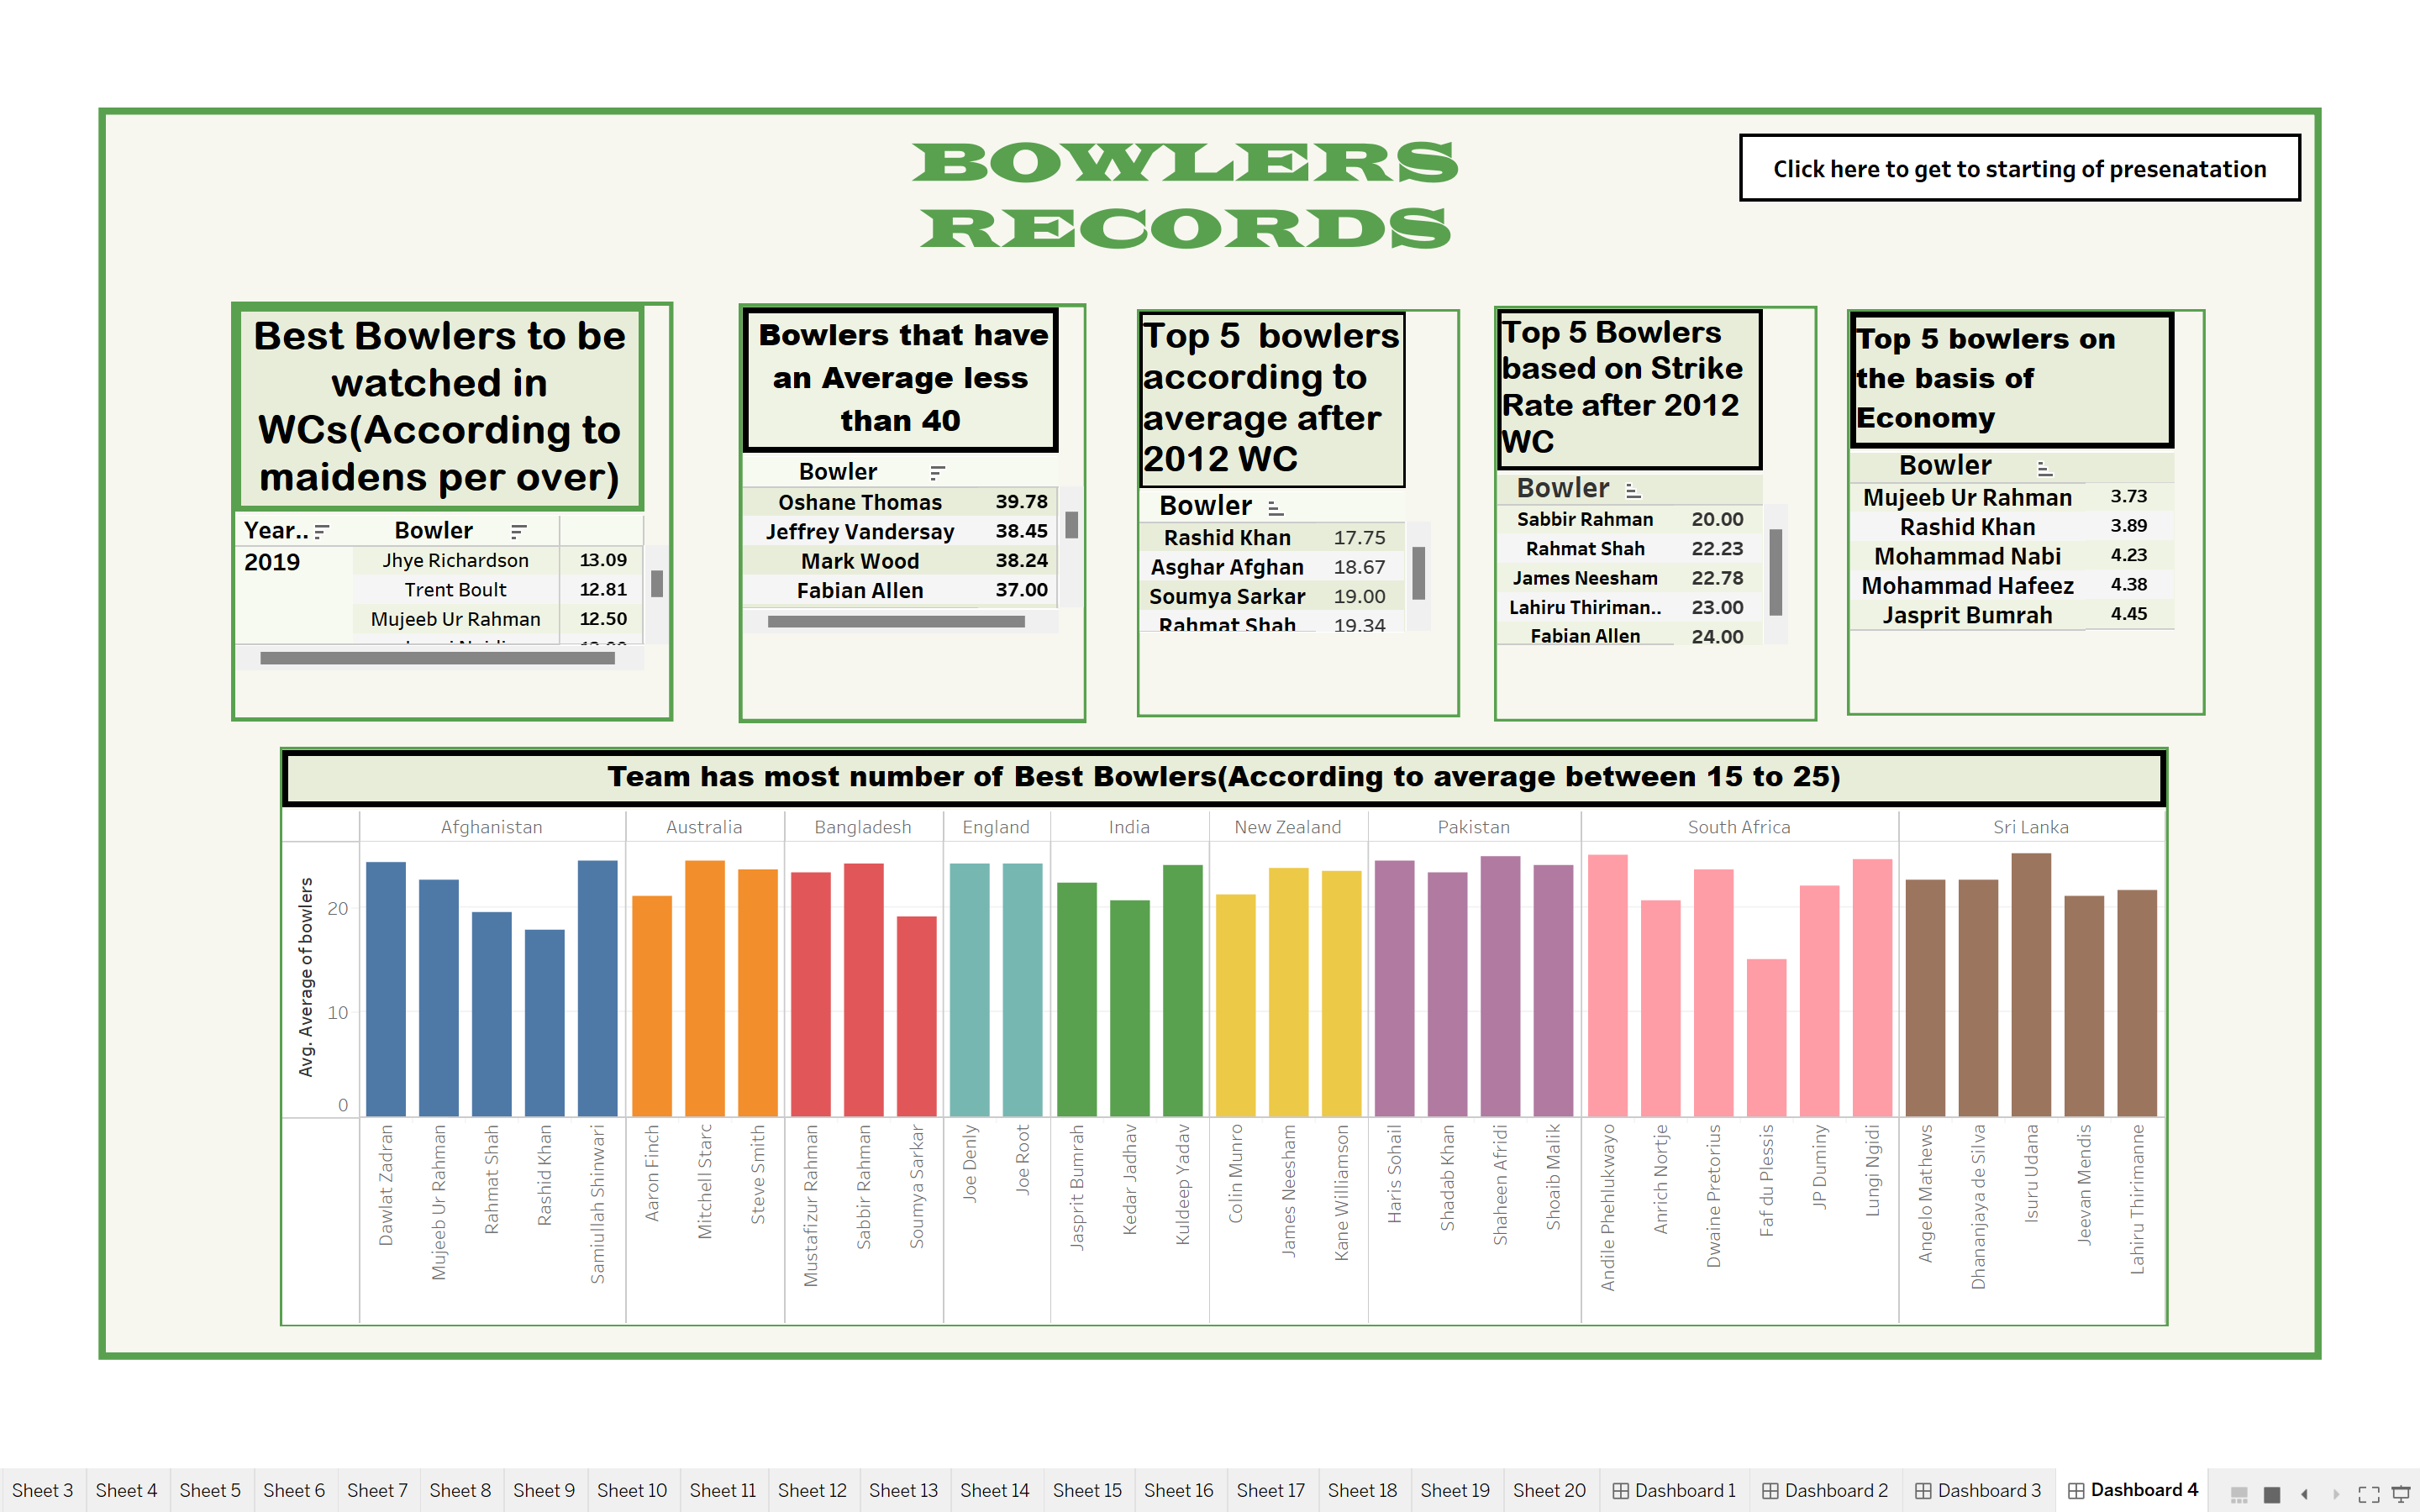 BOWLERS
RECORDS
Click here to get to starting of presenatation
Best Bowlers to be
watched in
WCs(According to
maidens per over)
Year.. Bowler
2019 Jhye Richardson 13.09
Trent Boult 12.81
Mujeeb Ur Rahman 12.50
Bowlers that have
an Average less
than 40
Bowler
Oshane Thomas 39.78
Jeffrey Vandersay 38.45
Mark Wood 38.24
Fabian Allen 37.00
Top 5 bowlers
according to
average after
2012 WC
Bowler
Rashid Khan 17.75
Asghar Afghan 18.67
Soumya Sarkar 19.00
Rahmat Shah 19.34
Top 5 Bowlers
based on Strike
Rate after 2012
WC
Bowler
Sabbir Rahman 20.00
Rahmat Shah 22.23
James Neesham 22.78
Lahiru Thiriman.. 23.00
Fabian Allen 24.00
Top 5 bowlers on
the basis of
Economy
Bowler
Mujeeb Ur Rahman 3.73
Rashid Khan 3.89
Mohammad Nabi 4.23
Mohammad Hafeez 4.38
Jasprit Bumrah 4.45
Team has most number of Best Bowlers(According to average between 15 to 25)
Afghanistan Australia Bangladesh England India New Zealand Pakistan South Africa Sri Lanka
Avg. Average of bowlers
20
10
0
Dawlat Zadran
Mujeeb Ur Rahman
Rahmat Shah
Rashid Khan
Samiullah Shinwari
Aaron Finch
Mitchell Starc
Steve Smith
Mustafizur Rahman
Sabbir Rahman
Soumya Sarkar
Joe Denly
Joe Root
Jasprit Bumrah
Kedar Jadhav
Kuldeep Yadav
Colin Munro
James Neesham
Kane Williamson
Haris Sohail
Shadab Khan
Shaheen Afridi
Shoaib Malik
Andile Phehlukwayo
Anrich Nortje
Dwaine Pretorius
Faf du Plessis
JP Duminy
Lungi Ngidi
Angelo Mathews
Dhananjaya de Silva
Isuru Udana
Jeevan Mendis
Lahiru Thirimanne
Sheet 3 Sheet 4 Sheet 5 Sheet 6 Sheet 7 Sheet 8 Sheet 9 Sheet 10 Sheet 11 Sheet 12 Sheet 13 Sheet 14 Sheet 15 Sheet 16 Sheet 17 Sheet 18 Sheet 19 Sheet 20 Dashboard 1 Dashboard 2 Dashboard 3 Dashboard 4